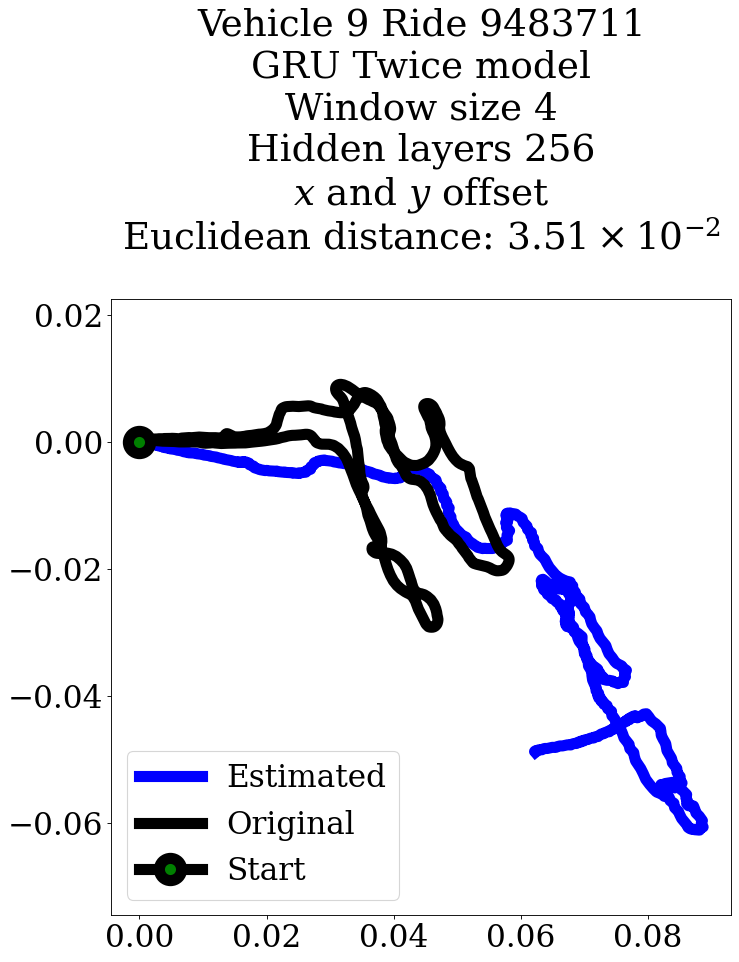 Vehicle 9 Ride 9483711
GRU Twice model
Window size 4
Hidden layers 256
x and y offset
Euclidean distance: 3.51 × 10⁻²
0.02
0.00
−0.02
−0.04
−0.06
Estimated
Original
Start
0.00 0.02 0.04 0.06 0.08